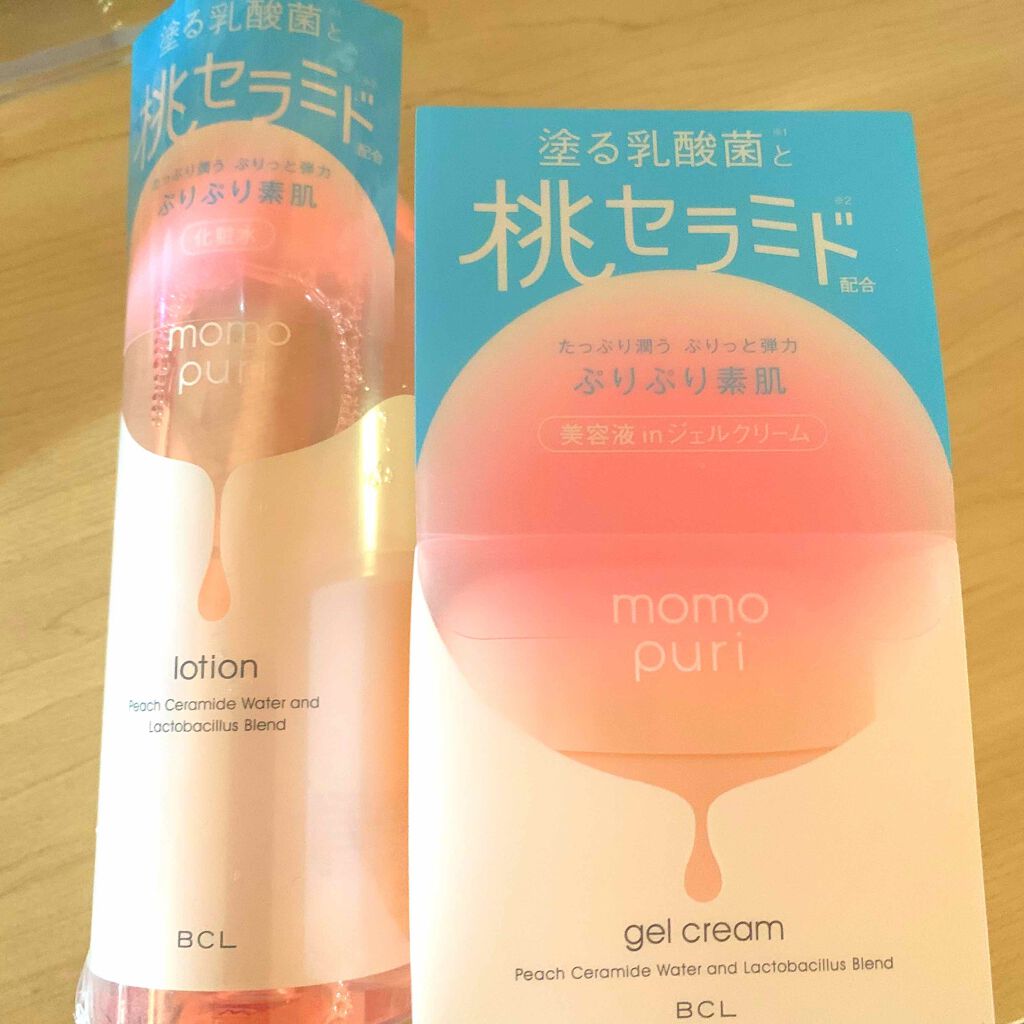 塗る乳酸菌と
桃セラミド
配合
たっぷり潤う ぷりっと弾力
ぷりぷり素肌
化粧水
momo
puri
lotion
Peach Ceramide Water and
Lactobacillus Blend
BCL
塗る乳酸菌※1と
桃セラミド※2
配合
たっぷり潤う ぷりっと弾力
ぷりぷり素肌
美容液inジェルクリーム
momo
puri
gel cream
Peach Ceramide Water and Lactobacillus Blend
BCL